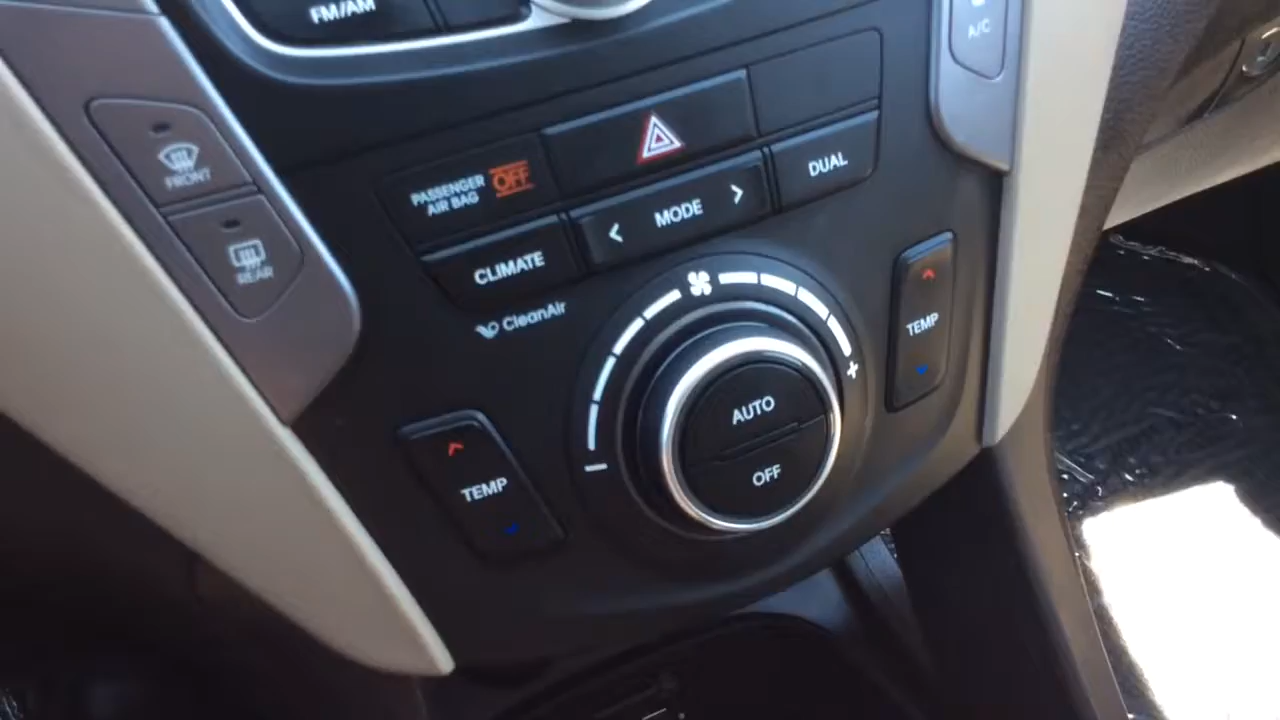 FM/AM
A/C
FRONT
REAR
PASSENGER
AIR BAG
OFF
< MODE >
DUAL
CLIMATE
CleanAir
+
−
TEMP
TEMP
AUTO
OFF